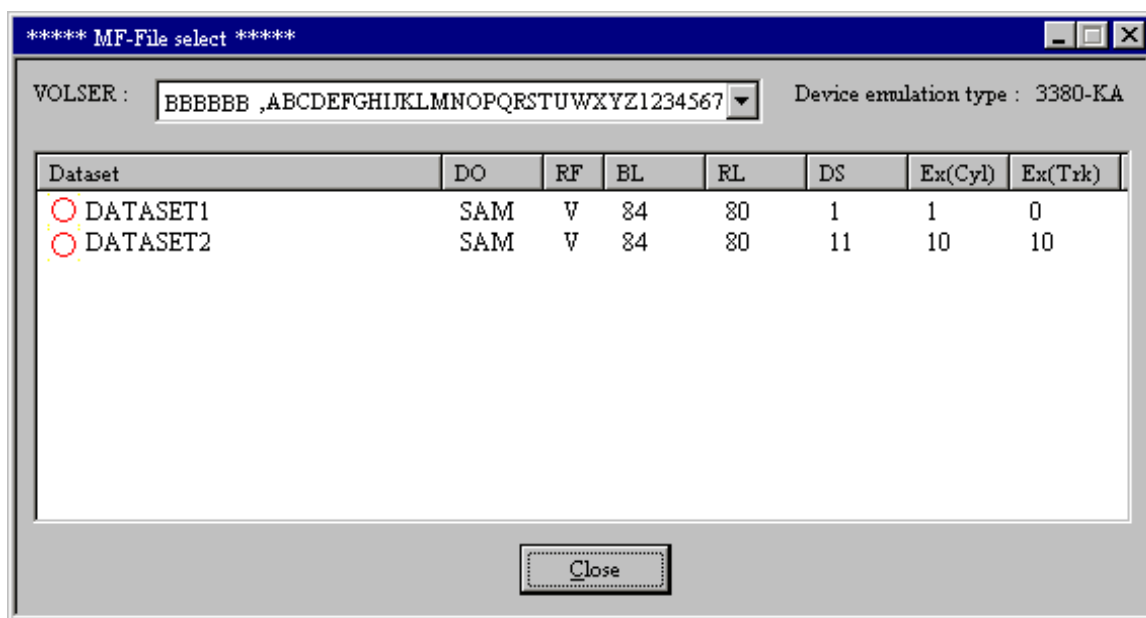 ***** MF-File select *****
VOLSER : BBBBBB ,ABCDEFGHIJKLMNOPQRSTUWXYZ1234567 Device emulation type : 3380-KA
Dataset DO RF BL RL DS Ex(Cyl) Ex(Trk)
DATASET1 SAM V 84 80 1 1 0
DATASET2 SAM V 84 80 11 10 10
Close